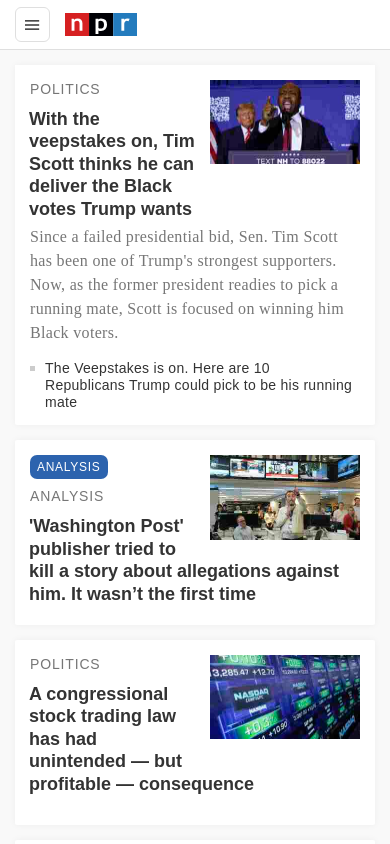 npr
POLITICS
With the
veepstakes on, Tim
Scott thinks he can
deliver the Black
votes Trump wants
TEXT NH TO 88022
Since a failed presidential bid, Sen. Tim Scott
has been one of Trump's strongest supporters.
Now, as the former president readies to pick a
running mate, Scott is focused on winning him
Black voters.
The Veepstakes is on. Here are 10
Republicans Trump could pick to be his running
mate
ANALYSIS
ANALYSIS
'Washington Post'
publisher tried to
kill a story about allegations against
him. It wasn’t the first time
POLITICS
A congressional
stock trading law
has had
unintended — but
profitable — consequence
3,285.47 +12.70
NASDAQ